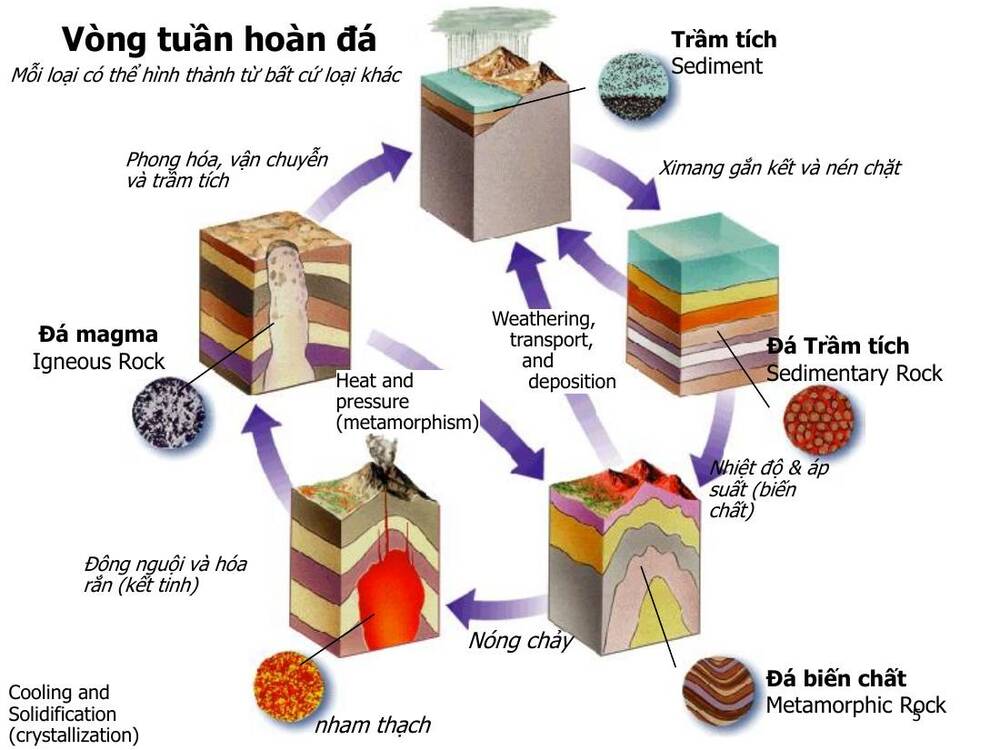 Vòng tuần hoàn đá
Mỗi loại có thể hình thành từ bất cứ loại khác
Trầm tích
Sediment
Phong hóa, vận chuyễn
và trầm tích
Ximang gắn kết và nén chặt
Đá magma
Igneous Rock
Weathering,
transport,
and
deposition
Đá Trầm tích
Sedimentary Rock
Heat and
pressure
(metamorphism)
Nhiệt độ & áp
suất (biến
chất)
Đông nguội và hóa
rắn (kết tinh)
Nóng chảy
Đá biến chất
Metamorphic Rock
5
Cooling and
Solidification
(crystallization)
nham thạch